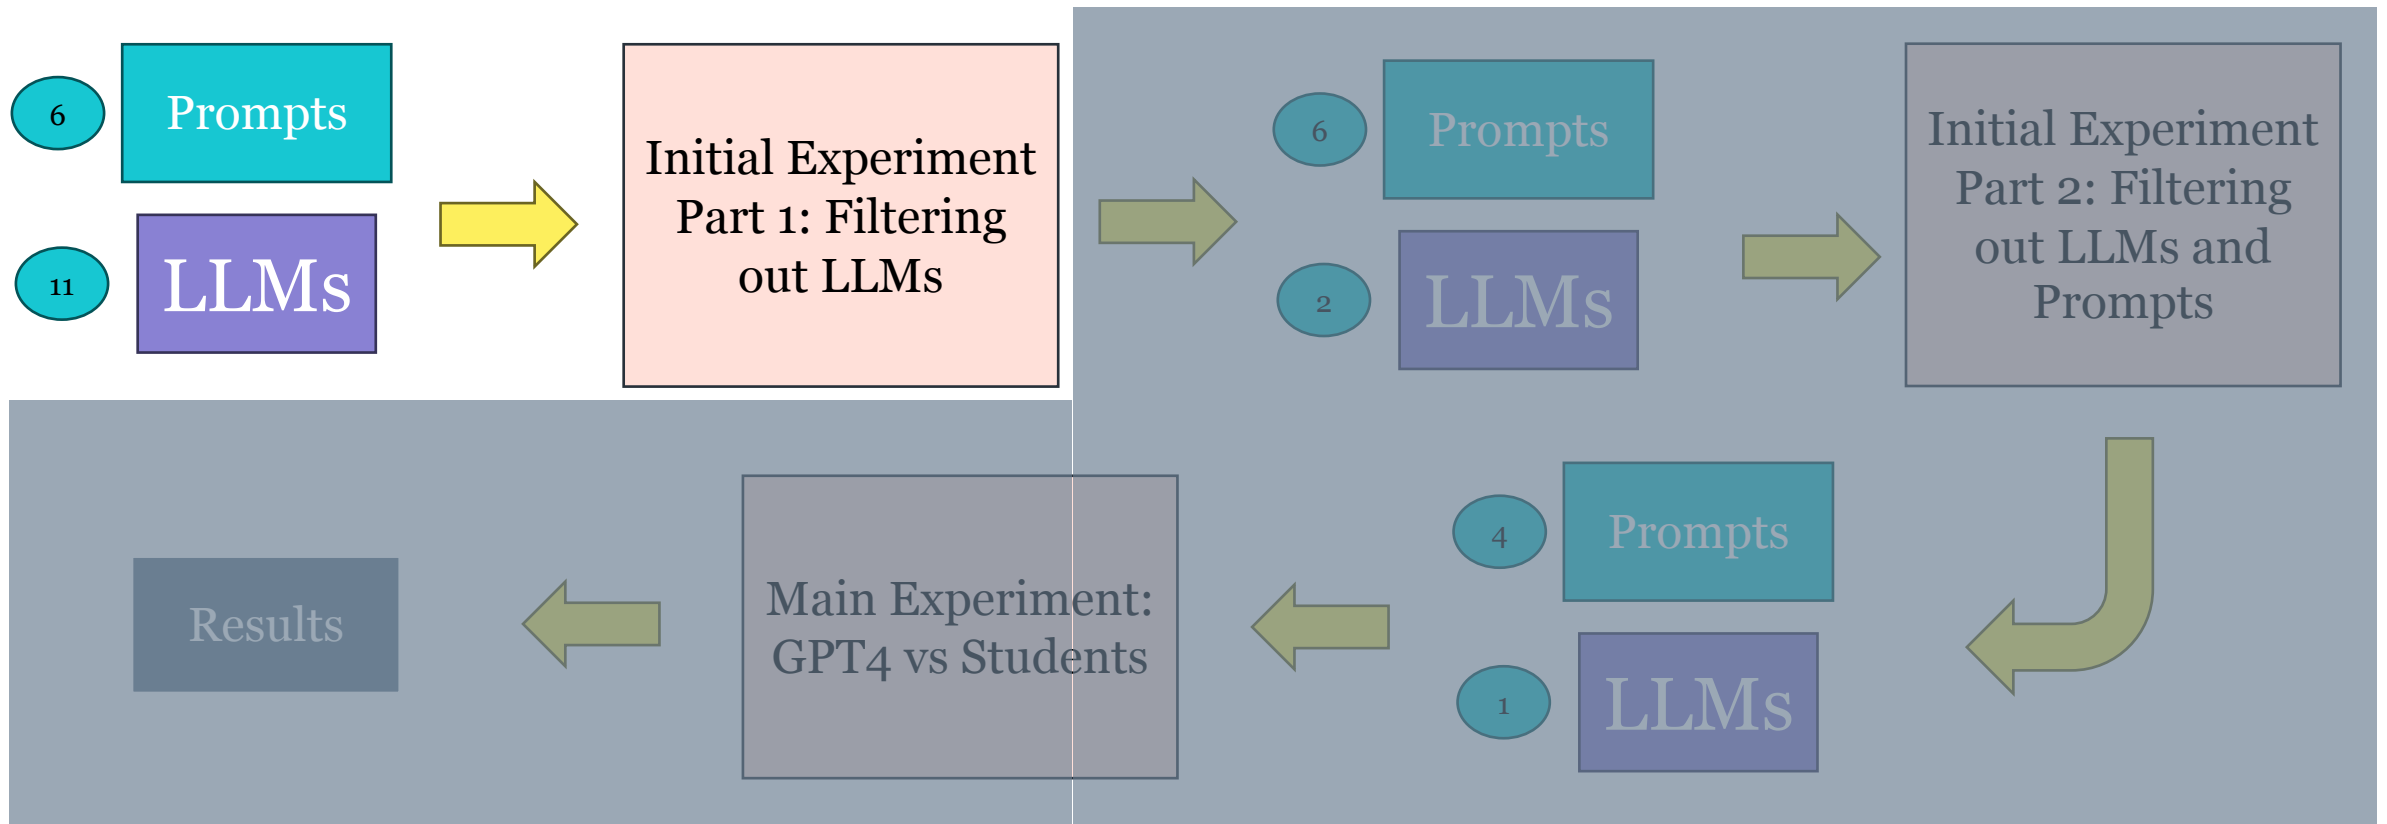 6
Prompts
11
LLMs
Initial Experiment
Part 1: Filtering
out LLMs
6
Prompts
2
LLMs
Initial Experiment
Part 2: Filtering
out LLMs and
Prompts
4
Prompts
1
LLMs
Main Experiment:
GPT4 vs Students
Results